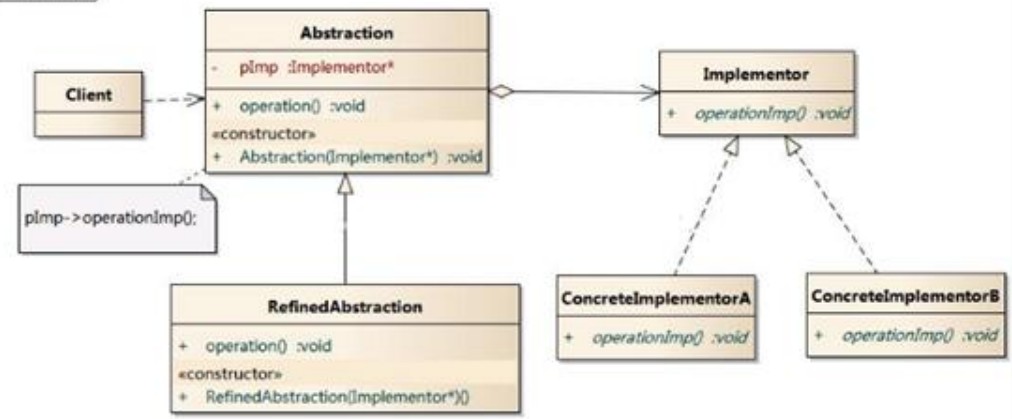 Abstraction
- pImp :Implementor*
+ operation() :void
«constructor»
+ Abstraction(Implementor*) :void
Client
pImp->operationImp();
Implementor
+ operationImp() :void
RefinedAbstraction
+ operation() :void
«constructor»
+ RefinedAbstraction(Implementor*)()
ConcreteImplementorA
+ operationImp() :void
ConcreteImplementorB
+ operationImp() :void